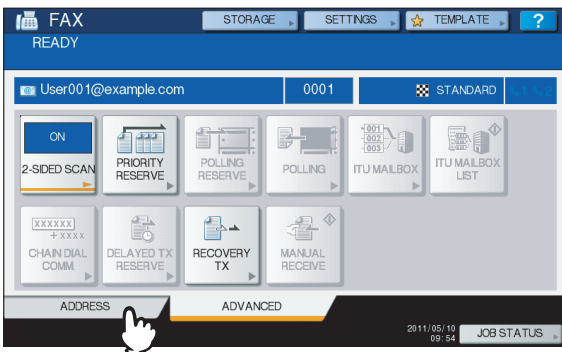 FAX
STORAGE
SETTINGS
TEMPLATE
?
READY
User001@example.com
0001
STANDARD
1 2
ON
2-SIDED SCAN
PRIORITY
RESERVE
POLLING
RESERVE
POLLING
001
002
003
ITU MAILBOX
ITU MAILBOX
LIST
XXXXXX
+ XXXX
CHAIN DIAL
COMM.
DELAYED TX
RESERVE
RECOVERY
TX
MANUAL
RECEIVE
ADDRESS
ADVANCED
2011/05/10
09:54
JOB STATUS